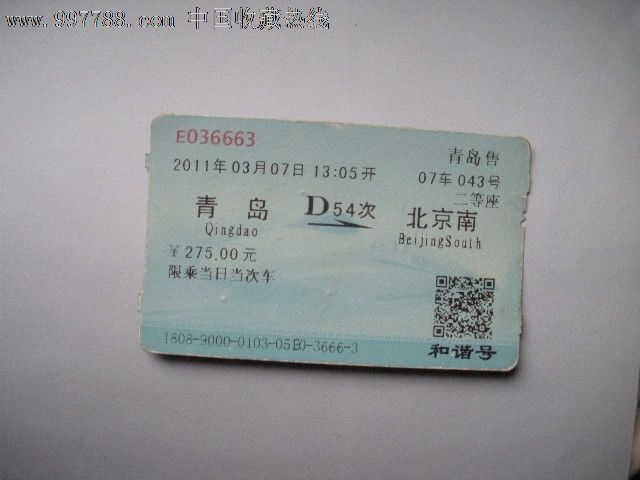 www.997788.com 中国收藏热线
E036663
青岛售
2011年03月07日13:05开
07车043号
二等座
青岛 D54次 北京南
Qingdao BeijingSouth
￥275.00元
限乘当日当次车
1808-9000-0103-05E0-3666-3
和谐号